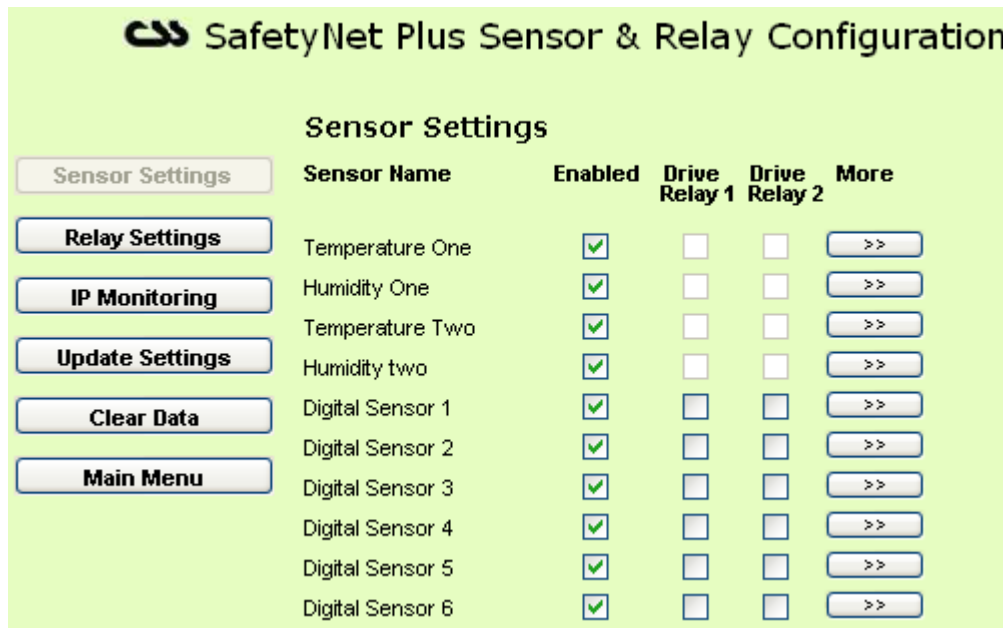 CSS SafetyNet Plus Sensor & Relay Configuration
Sensor Settings
Sensor Settings
Relay Settings
IP Monitoring
Update Settings
Clear Data
Main Menu
Sensor Name Enabled Drive Relay 1 Drive Relay 2 More
Temperature One >>
Humidity One >>
Temperature Two >>
Humidity two >>
Digital Sensor 1 >>
Digital Sensor 2 >>
Digital Sensor 3 >>
Digital Sensor 4 >>
Digital Sensor 5 >>
Digital Sensor 6 >>